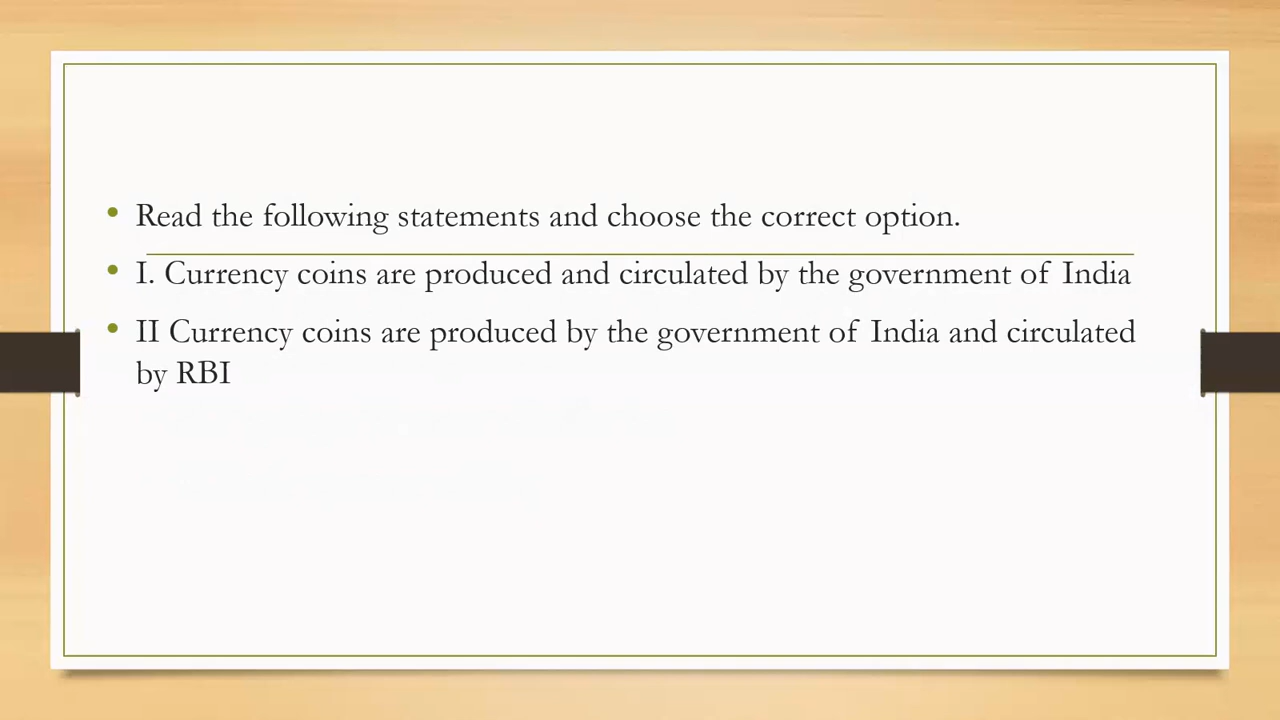 • Read the following statements and choose the correct option.
• I. Currency coins are produced and circulated by the government of India
• II Currency coins are produced by the government of India and circulated
by RBI